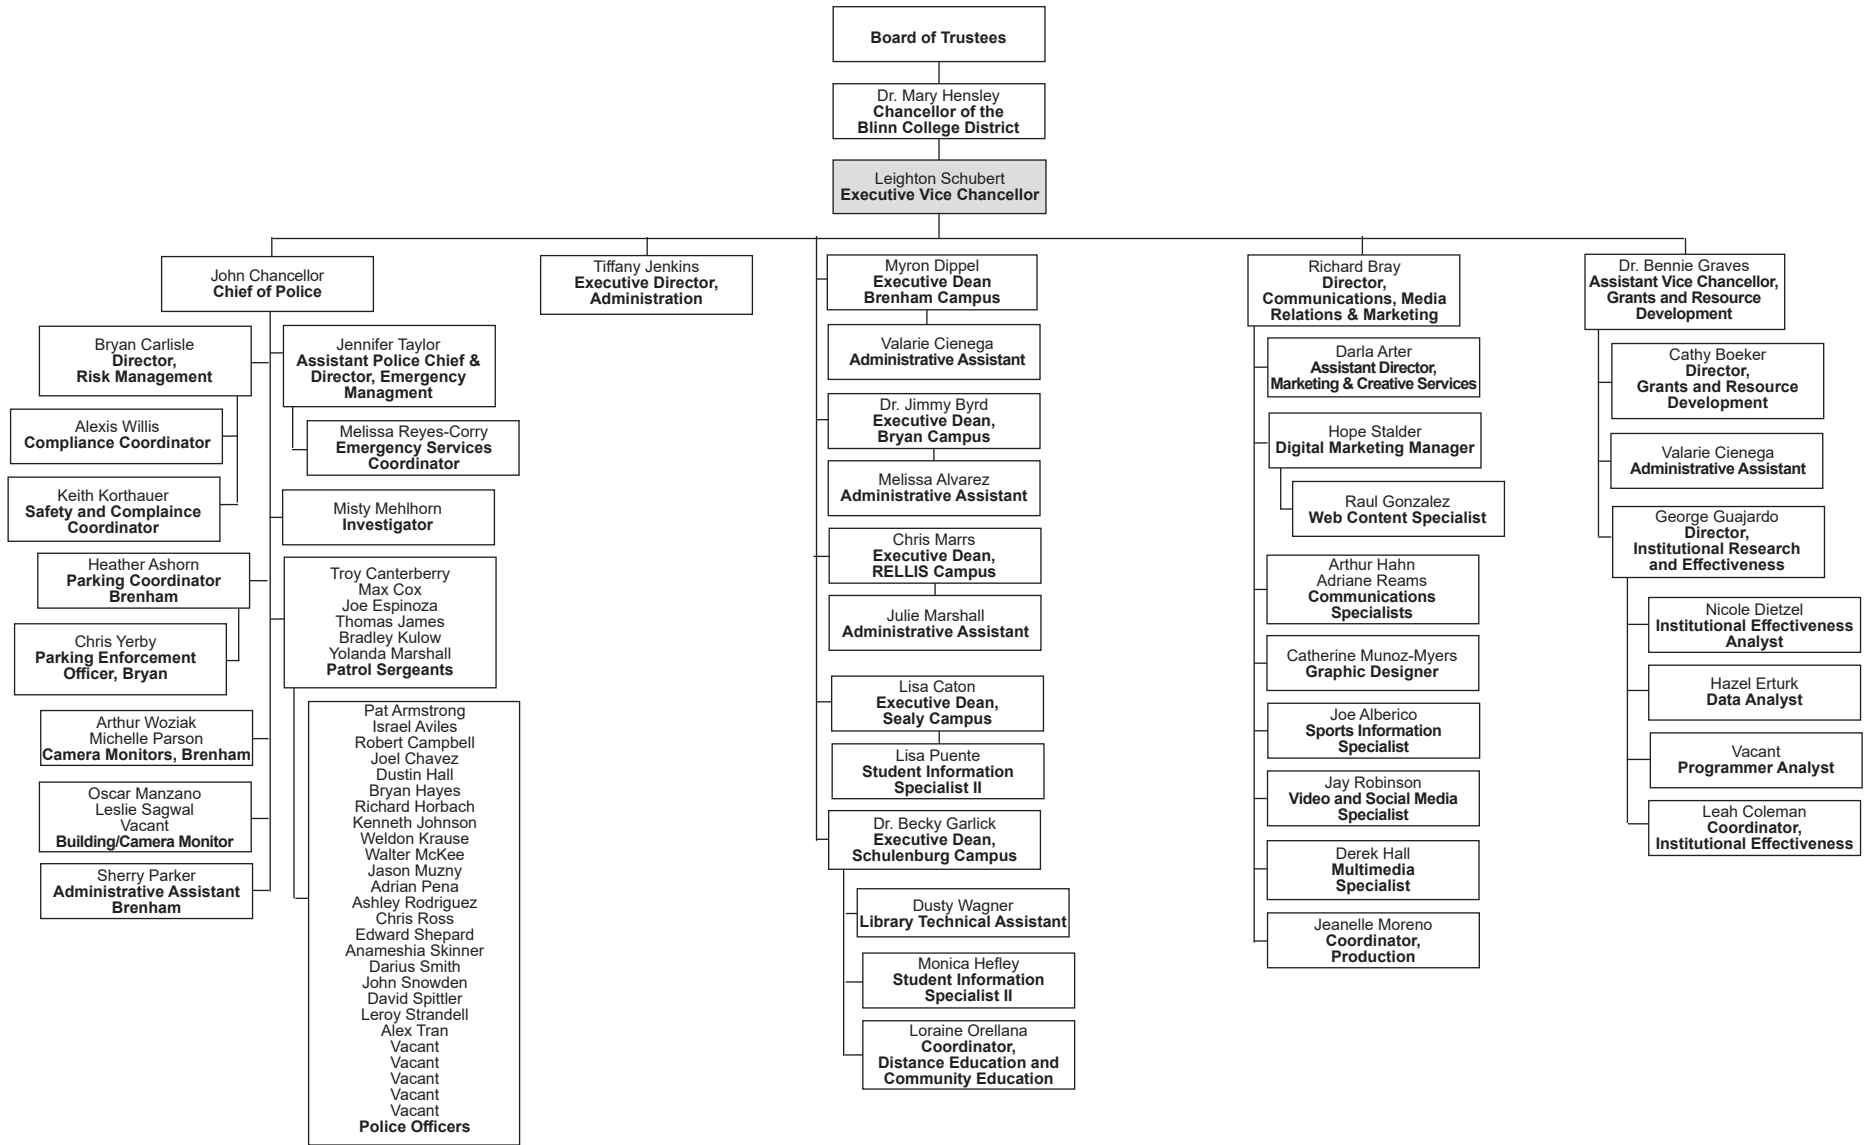 Board of Trustees
Dr. Mary Hensley
Chancellor of the
Blinn College District
Leighton Schubert
Executive Vice Chancellor
John Chancellor
Chief of Police
Bryan Carlisle
Director,
Risk Management
Alexis Willis
Compliance Coordinator
Keith Korthauer
Safety and Complaince
Coordinator
Heather Ashorn
Parking Coordinator
Brenham
Chris Yerby
Parking Enforcement
Officer, Bryan
Arthur Woziak
Michelle Parson
Camera Monitors, Brenham
Oscar Manzano
Leslie Sagwal
Vacant
Building/Camera Monitor
Sherry Parker
Administrative Assistant
Brenham
Jennifer Taylor
Assistant Police Chief &
Director, Emergency
Managment
Melissa Reyes-Corry
Emergency Services
Coordinator
Misty Mehlhorn
Investigator
Troy Canterberry
Max Cox
Joe Espinoza
Thomas James
Bradley Kulow
Yolanda Marshall
Patrol Sergeants
Pat Armstrong
Israel Aviles
Robert Campbell
Joel Chavez
Dustin Hall
Bryan Hayes
Richard Horbach
Kenneth Johnson
Weldon Krause
Walter McKee
Jason Muzny
Adrian Pena
Ashley Rodriguez
Chris Ross
Edward Shepard
Anameshia Skinner
Darius Smith
John Snowden
David Spittler
Leroy Strandell
Alex Tran
Vacant
Vacant
Vacant
Vacant
Vacant
Police Officers
Tiffany Jenkins
Executive Director,
Administration
Myron Dippel
Executive Dean
Brenham Campus
Valarie Cienega
Administrative Assistant
Dr. Jimmy Byrd
Executive Dean,
Bryan Campus
Melissa Alvarez
Administrative Assistant
Chris Marrs
Executive Dean,
RELLIS Campus
Julie Marshall
Administrative Assistant
Lisa Caton
Executive Dean,
Sealy Campus
Lisa Puente
Student Information
Specialist II
Dr. Becky Garlick
Executive Dean,
Schulenburg Campus
Dusty Wagner
Library Technical Assistant
Monica Hefley
Student Information
Specialist II
Loraine Orellana
Coordinator,
Distance Education and
Community Education
Richard Bray
Director,
Communications, Media
Relations & Marketing
Darla Arter
Assistant Director,
Marketing & Creative Services
Hope Stalder
Digital Marketing Manager
Raul Gonzalez
Web Content Specialist
Arthur Hahn
Adriane Reams
Communications
Specialists
Catherine Munoz-Myers
Graphic Designer
Joe Alberico
Sports Information
Specialist
Jay Robinson
Video and Social Media
Specialist
Derek Hall
Multimedia
Specialist
Jeanelle Moreno
Coordinator,
Production
Dr. Bennie Graves
Assistant Vice Chancellor,
Grants and Resource
Development
Cathy Boeker
Director,
Grants and Resource
Development
Valarie Cienega
Administrative Assistant
George Guajardo
Director,
Institutional Research
and Effectiveness
Nicole Dietzel
Institutional Effectiveness
Analyst
Hazel Erturk
Data Analyst
Vacant
Programmer Analyst
Leah Coleman
Coordinator,
Institutional Effectiveness